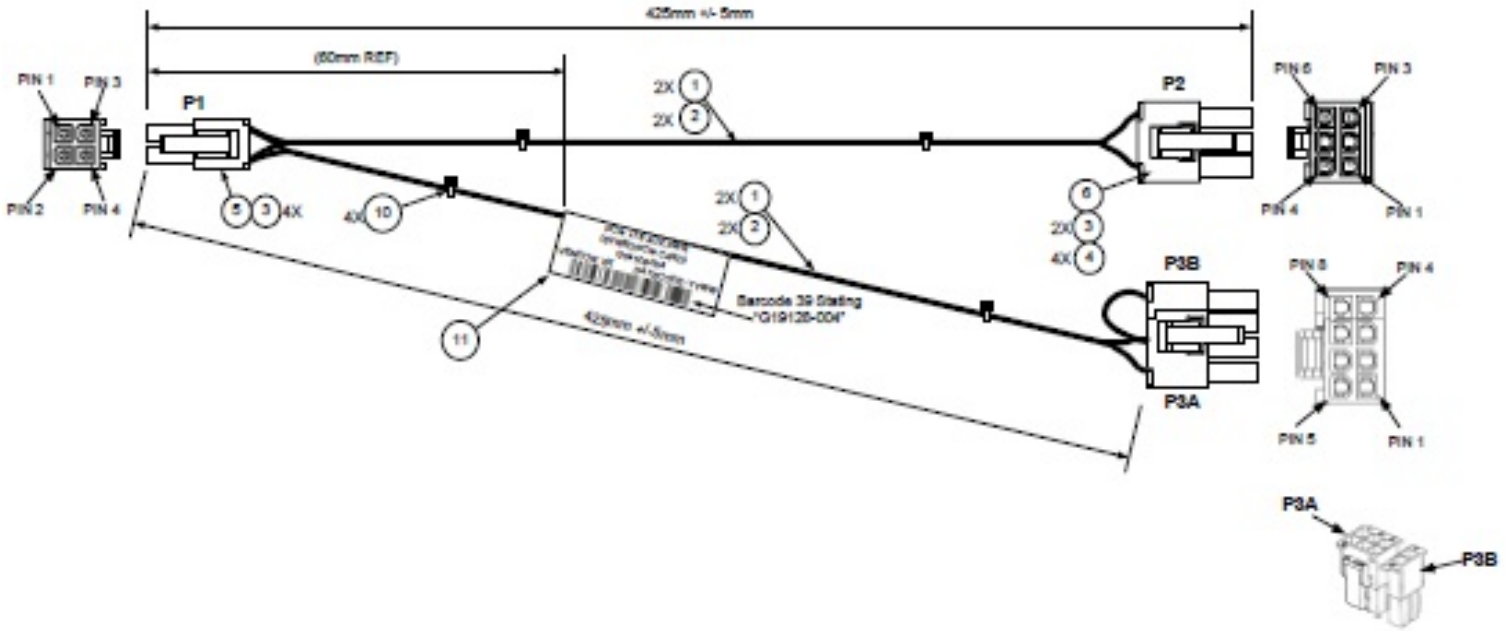 425mm +/- 5mm
(60mm REF)
PIN 1
PIN 3
P1
PIN 2
PIN 4
2X 1
2X 2
P2
PIN 6
PIN 3
PIN 4
PIN 1
5 3 4X
4X 10
2X 1
2X 2
6
2X 3
4X 4
Barcode 39 Stating
"G19128-004"
11
425mm +/-5mm
P3B
P3A
PIN 8
PIN 4
PIN 5
PIN 1
P3A
P3B